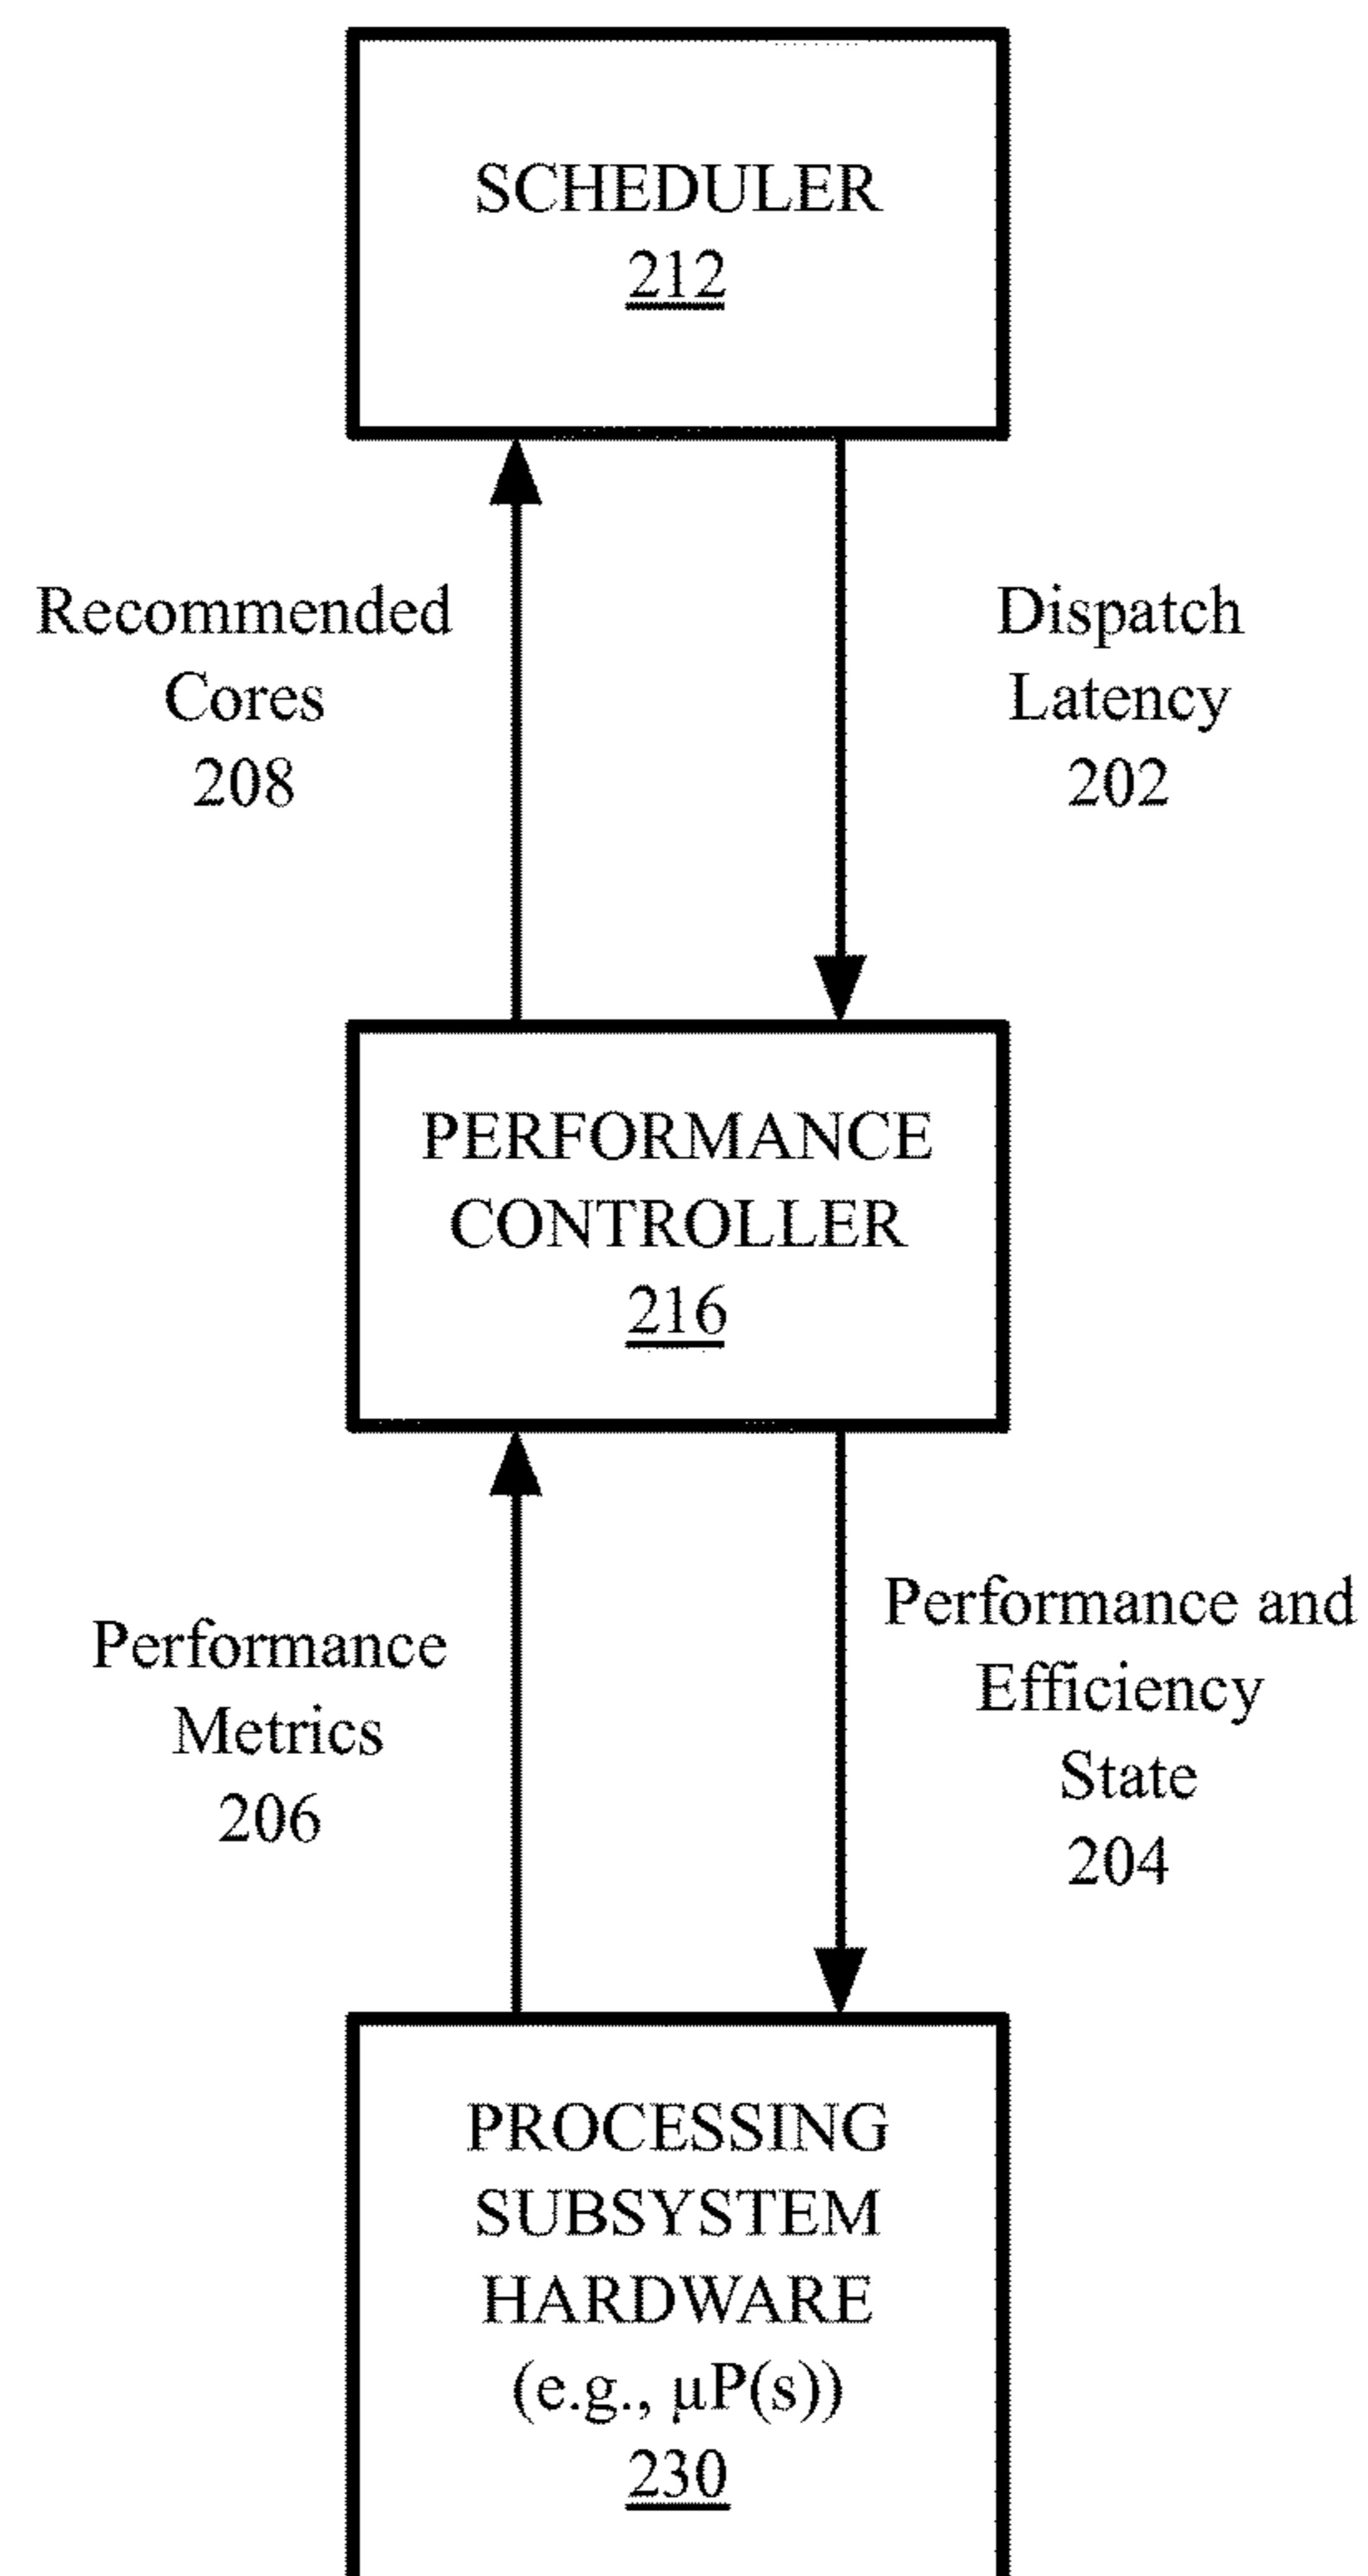 SCHEDULER
212
Recommended
Cores
208
Dispatch
Latency
202
PERFORMANCE
CONTROLLER
216
Performance
Metrics
206
Performance and
Efficiency
State
204
PROCESSING
SUBSYSTEM
HARDWARE
(e.g., µP(s))
230